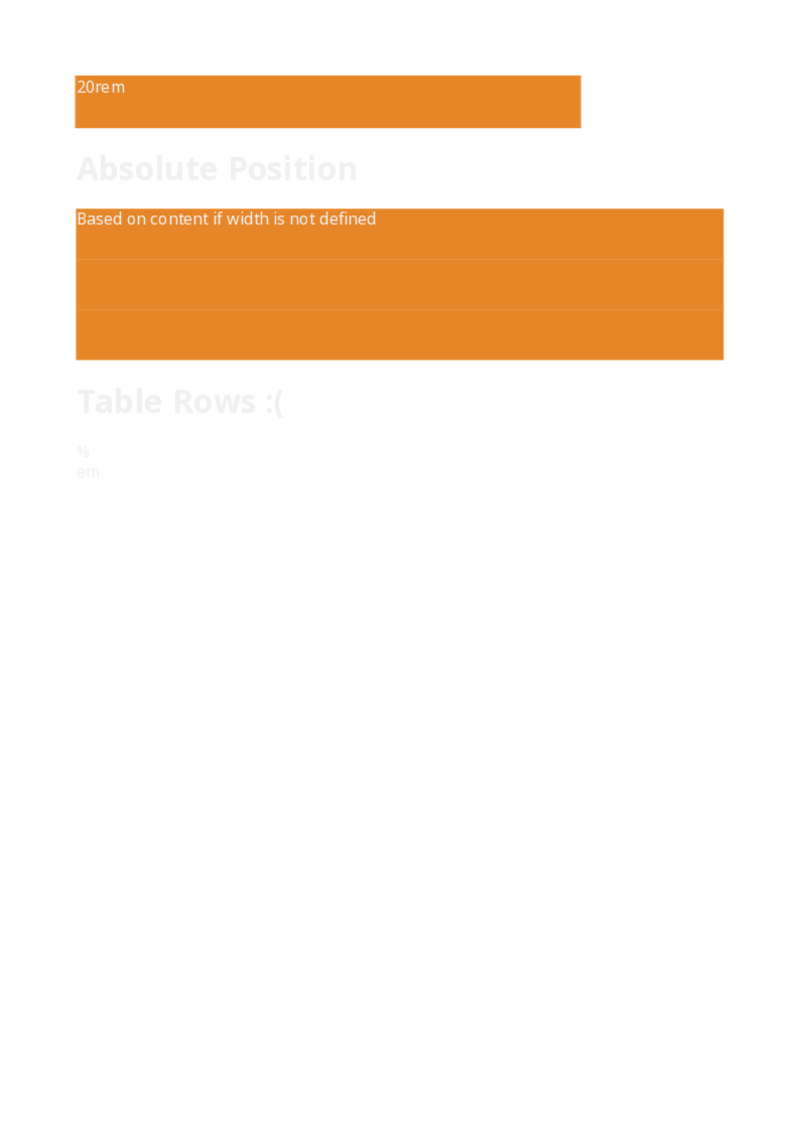 20rem
Absolute Position
Based on content if width is not defined
Table Rows :(
%
em